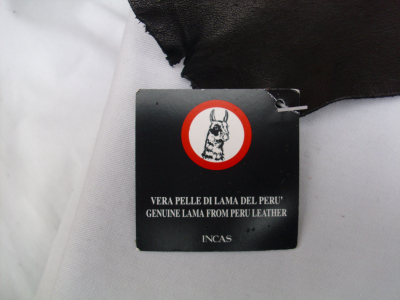 VERA PELLE DI LAMA DEL PERU'
GENUINE LAMA FROM PERU LEATHER
INCAS